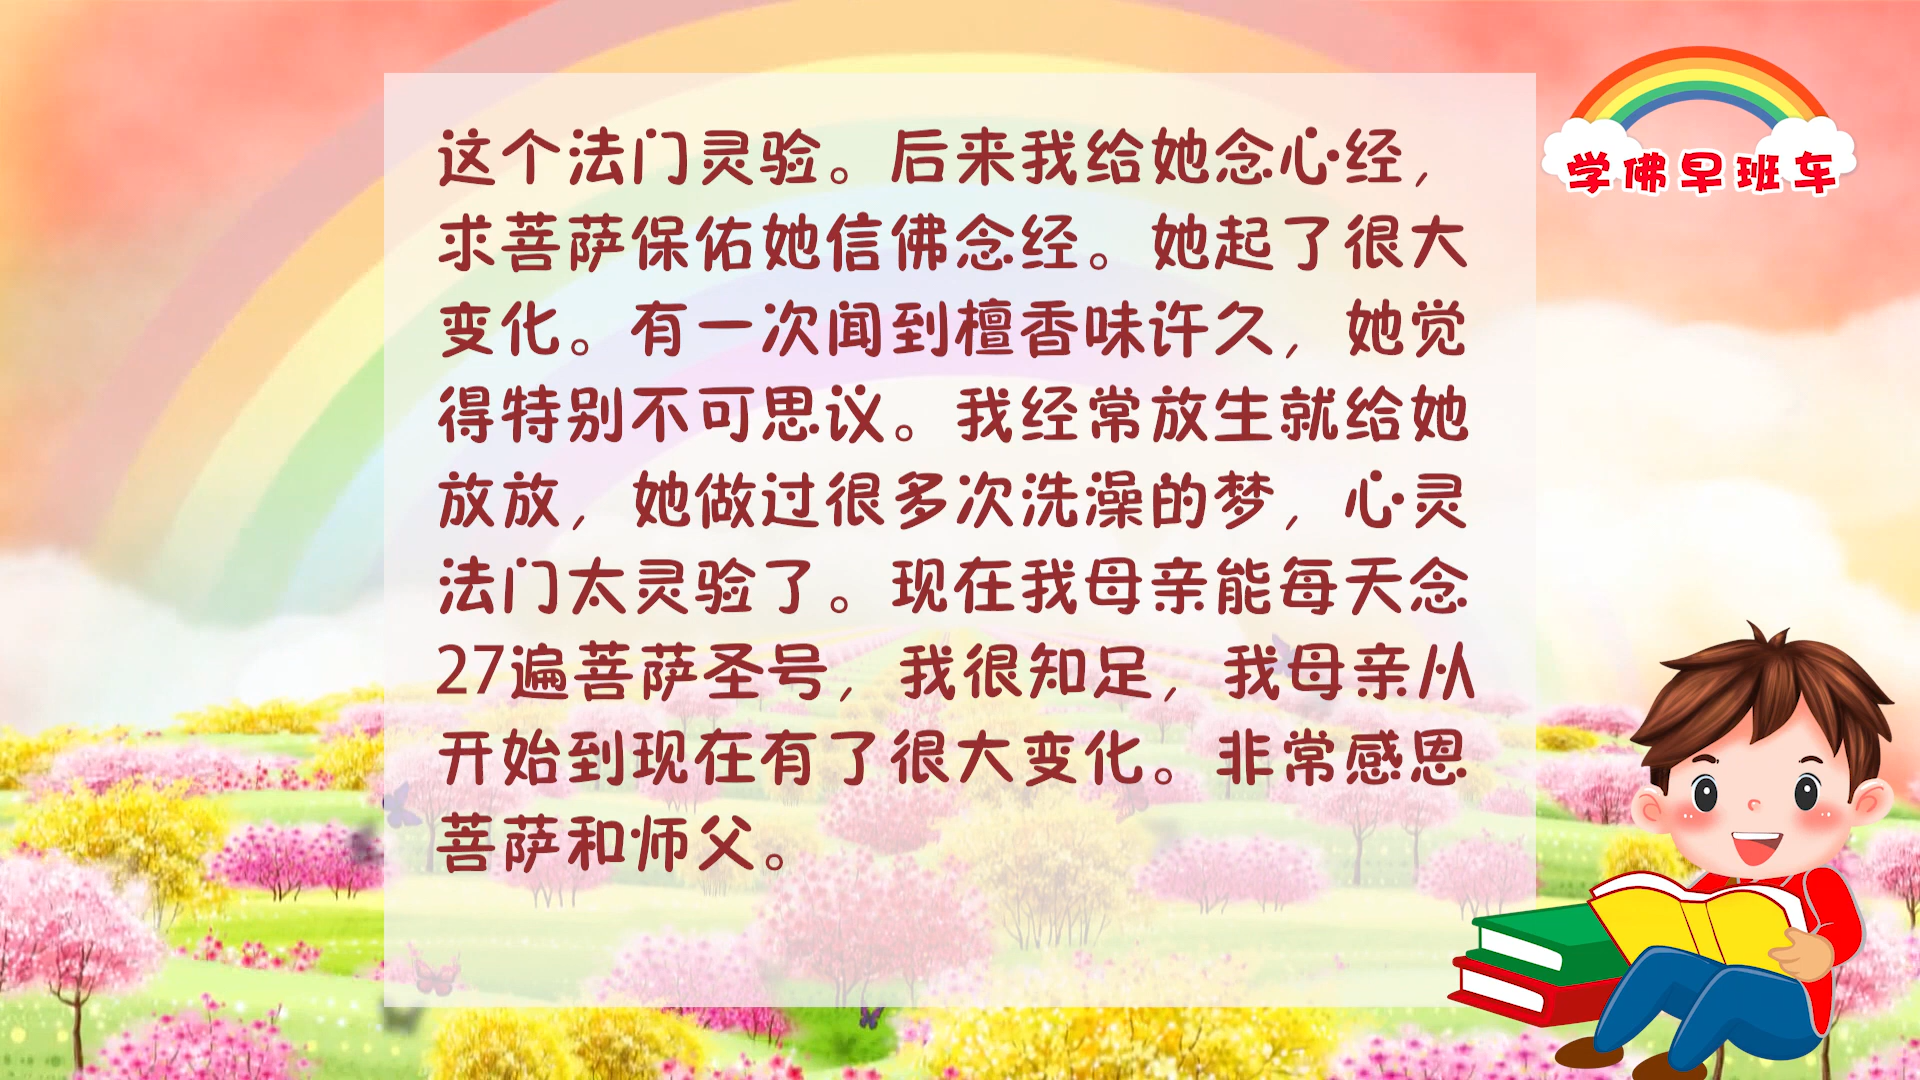 这个法门灵验。后来我给她念心经，
求菩萨保佑她信佛念经。她起了很大
变化。有一次闻到檀香味许久，她觉
得特别不可思议。我经常放生就给她
放放，她做过很多次洗澡的梦，心灵
法门太灵验了。现在我母亲能每天念
27遍菩萨圣号，我很知足，我母亲从
开始到现在有了很大变化。非常感恩
菩萨和师父。
学佛早班车